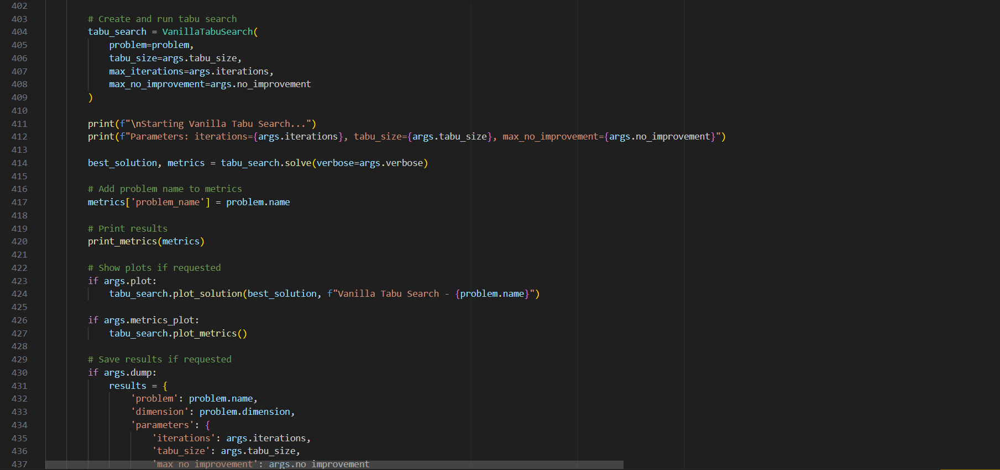 402
403 # Create and run tabu search
404 tabu_search = VanillaTabuSearch(
405 problem=problem,
406 tabu_size=args.tabu_size,
407 max_iterations=args.iterations,
408 max_no_improvement=args.no_improvement
409 )
410
411 print(f"\nStarting Vanilla Tabu Search...")
412 print(f"Parameters: iterations={args.iterations}, tabu_size={args.tabu_size}, max_no_improvement={args.no_improvement}")
413
414 best_solution, metrics = tabu_search.solve(verbose=args.verbose)
415
416 # Add problem name to metrics
417 metrics['problem_name'] = problem.name
418
419 # Print results
420 print_metrics(metrics)
421
422 # Show plots if requested
423 if args.plot:
424 tabu_search.plot_solution(best_solution, f"Vanilla Tabu Search - {problem.name}")
425
426 if args.metrics_plot:
427 tabu_search.plot_metrics()
428
429 # Save results if requested
430 if args.dump:
431 results = {
432 'problem': problem.name,
433 'dimension': problem.dimension,
434 'parameters': {
435 'iterations': args.iterations,
436 'tabu_size': args.tabu_size,
437 'max_no_improvement': args.no_improvement